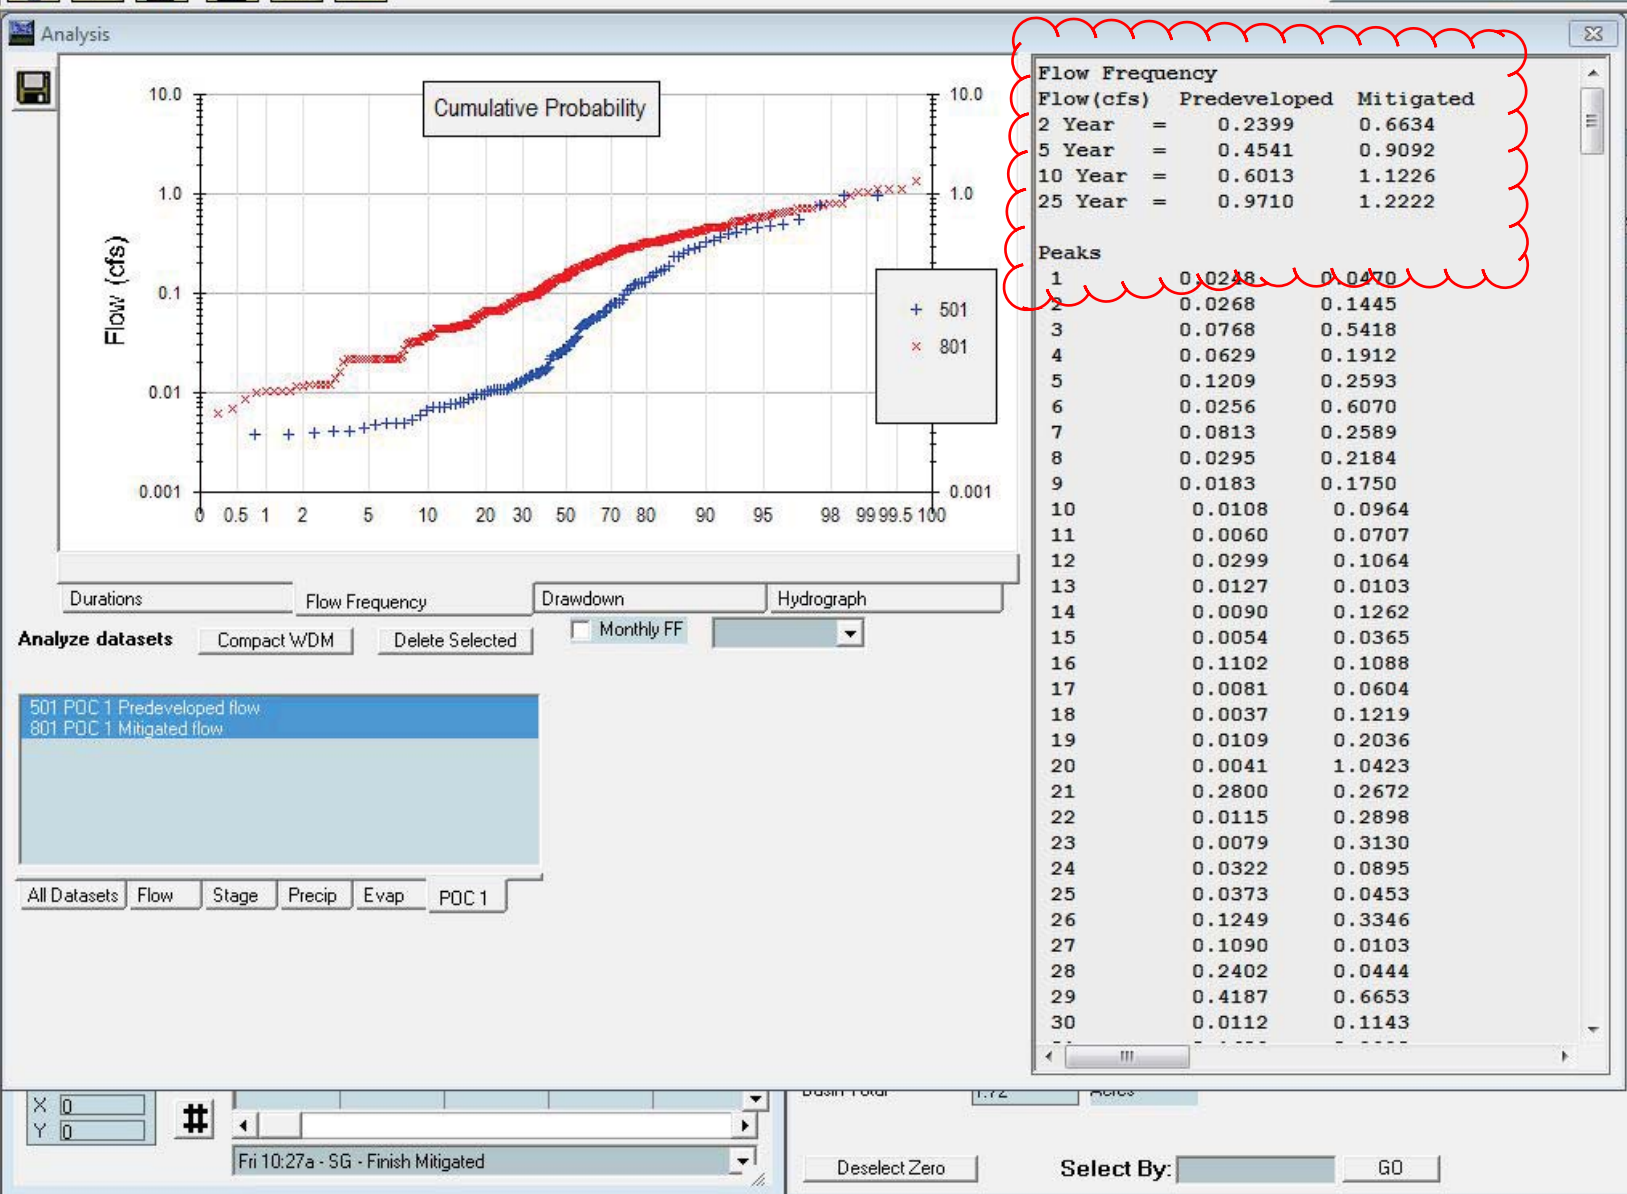 Analysis
Cumulative Probability
10.0
1.0
0.1
0.01
0.001
Flow (cfs)
10.0
1.0
0.001
501
801
0 0.5 1 2 5 10 20 30 50 70 80 90 95 98 99 99.5 100
Durations
Flow Frequency
Drawdown
Hydrograph
Analyze datasets
Compact WDM
Delete Selected
Monthly FF
501 POC 1 Predeveloped flow
801 POC 1 Mitigated flow
All Datasets
Flow
Stage
Precip
Evap
POC 1
Flow Frequency
Flow(cfs) Predeveloped Mitigated
2 Year = 0.2399 0.6634
5 Year = 0.4541 0.9092
10 Year = 0.6013 1.1226
25 Year = 0.9710 1.2222
Peaks
1 0.0248 0.0470
2 0.0268 0.1445
3 0.0768 0.5418
4 0.0629 0.1912
5 0.1209 0.2593
6 0.0256 0.6070
7 0.0813 0.2589
8 0.0295 0.2184
9 0.0183 0.1750
10 0.0108 0.0964
11 0.0060 0.0707
12 0.0299 0.1064
13 0.0127 0.0103
14 0.0090 0.1262
15 0.0054 0.0365
16 0.1102 0.1088
17 0.0081 0.0604
18 0.0037 0.1219
19 0.0109 0.2036
20 0.0041 1.0423
21 0.2800 0.2672
22 0.0115 0.2898
23 0.0079 0.3130
24 0.0322 0.0895
25 0.0373 0.0453
26 0.1249 0.3346
27 0.1090 0.0103
28 0.2402 0.0444
29 0.4187 0.6653
30 0.0112 0.1143
X 0
Y 0
#
Fri 10:27a - SG - Finish Mitigated
Basin Total 1.72 Acres
Deselect Zero
Select By:
GO